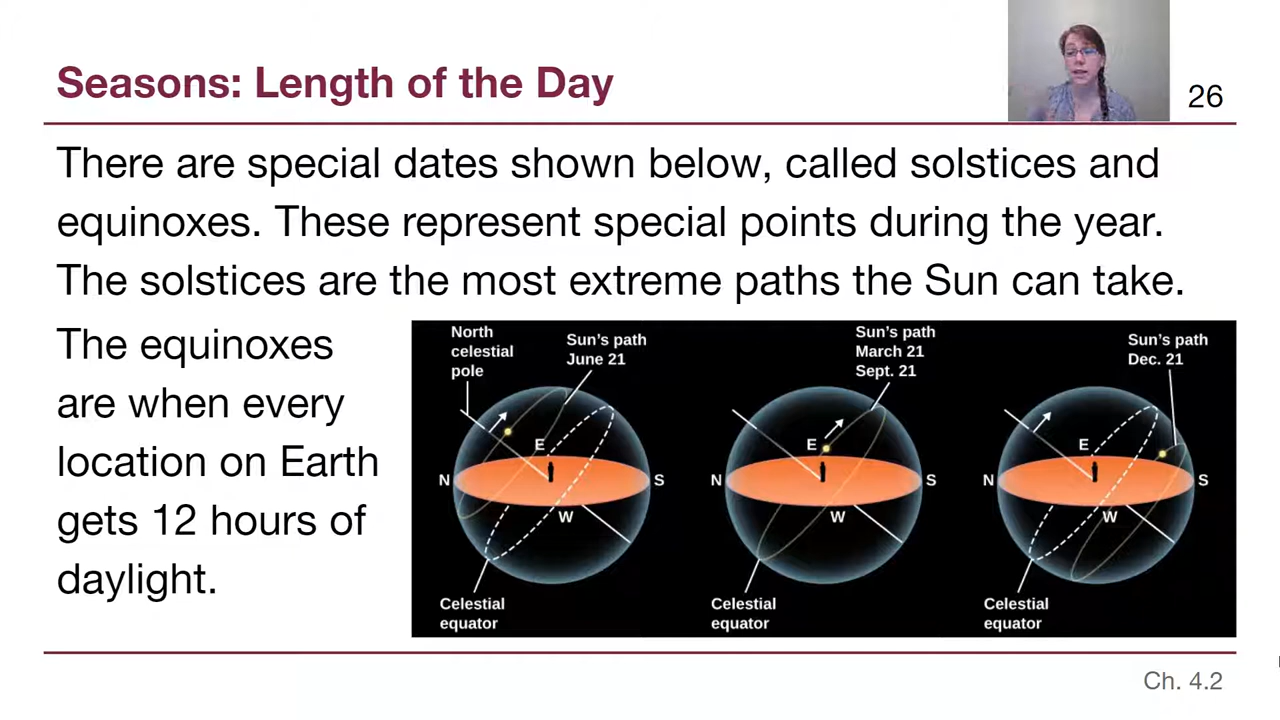 Seasons: Length of the Day
26
There are special dates shown below, called solstices and
equinoxes. These represent special points during the year.
The solstices are the most extreme paths the Sun can take.
The equinoxes
are when every
location on Earth
gets 12 hours of
daylight.
North
celestial
pole
Sun's path
June 21
E
N
S
W
Celestial
equator
Sun's path
March 21
Sept. 21
E
N
S
W
Celestial
equator
Sun's path
Dec. 21
E
N
S
W
Celestial
equator
Ch. 4.2